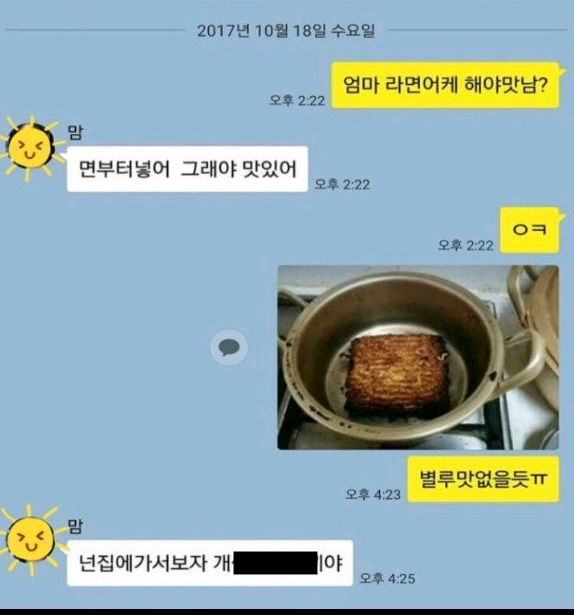 2017년 10월 18일 수요일
엄마 라면어케 해야맛남?
오후 2:22
맘
면부터넣어 그래야 맛있어
오후 2:22
ㅇㅋ
오후 2:22
별루맛없을듯ㅠ
오후 4:23
맘
넌집에가서보자 개 야
오후 4:25